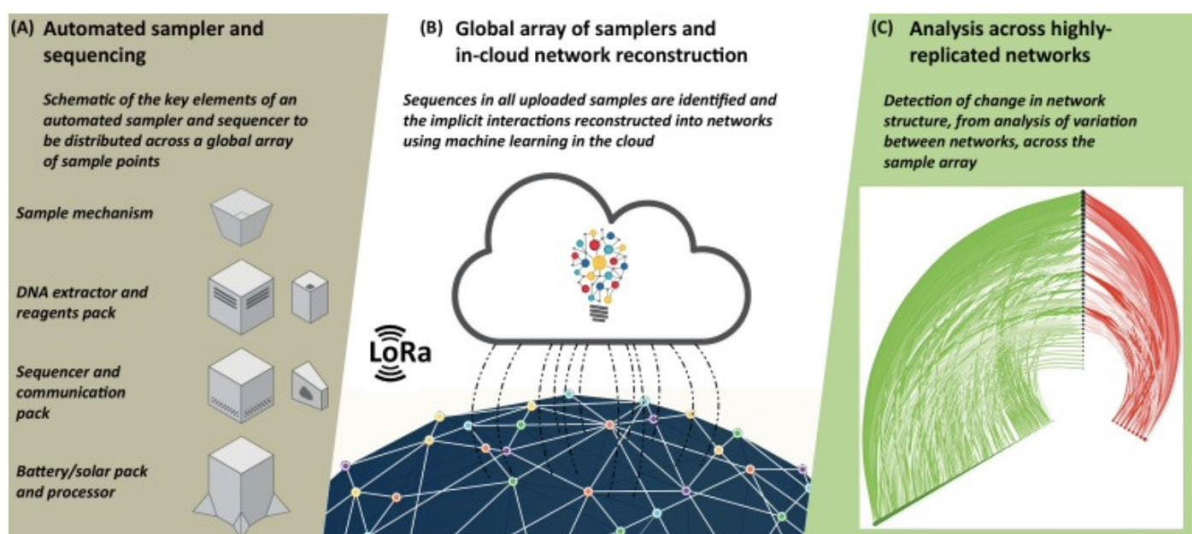 (A) Automated sampler and
sequencing
Schematic of the key elements of an
automated sampler and sequencer to
be distributed across a global array
of sample points
Sample mechanism
DNA extractor and
reagents pack
Sequencer and
communication
pack
Battery/solar pack
and processor
(B) Global array of samplers and
in-cloud network reconstruction
Sequences in all uploaded samples are identified and
the implicit interactions reconstructed into networks
using machine learning in the cloud
LoRa
(C) Analysis across highly-
replicated networks
Detection of change in network
structure, from analysis of variation
between networks, across the
sample array